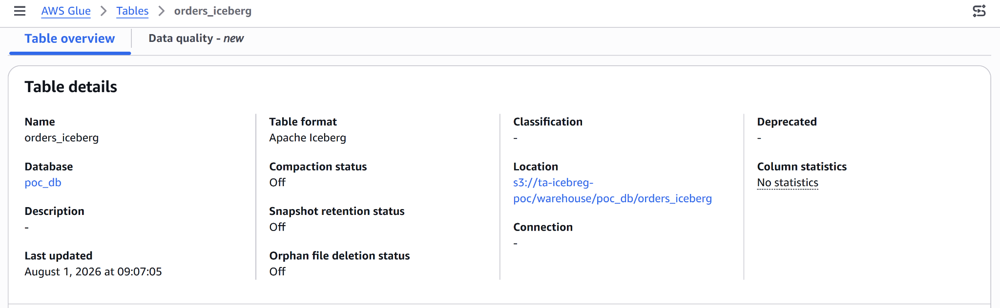 AWS Glue > Tables > orders_iceberg
Table overview
Data quality - new
Table details
Name
orders_iceberg
Database
poc_db
Description
-
Last updated
August 1, 2026 at 09:07:05
Table format
Apache Iceberg
Compaction status
Off
Snapshot retention status
Off
Orphan file deletion status
Off
Classification
-
Location
s3://ta-icebreg-
poc/warehouse/poc_db/orders_iceberg
Connection
-
Deprecated
-
Column statistics
No statistics